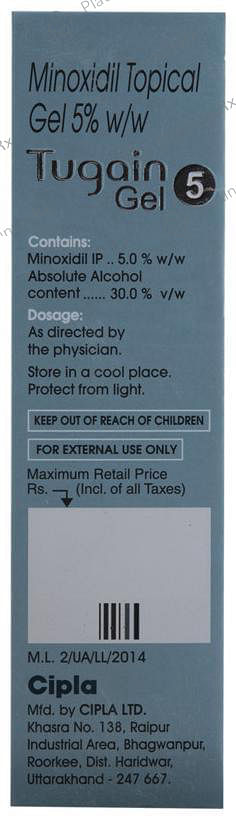 Minoxidil Topical
Gel 5% w/w
Tugain
Gel 5
Contains:
Minoxidil IP .. 5.0 % w/w
Absolute Alcohol
content ...... 30.0 % v/w
Dosage:
As directed by
the physician.
Store in a cool place.
Protect from light.
KEEP OUT OF REACH OF CHILDREN
FOR EXTERNAL USE ONLY
Maximum Retail Price
Rs. (Incl. of all Taxes)
M.L. 2/UA/LL/2014
Cipla
Mfd. by CIPLA LTD.
Khasra No. 138, Raipur
Industrial Area, Bhagwanpur,
Roorkee, Dist. Haridwar,
Uttarakhand - 247 667.